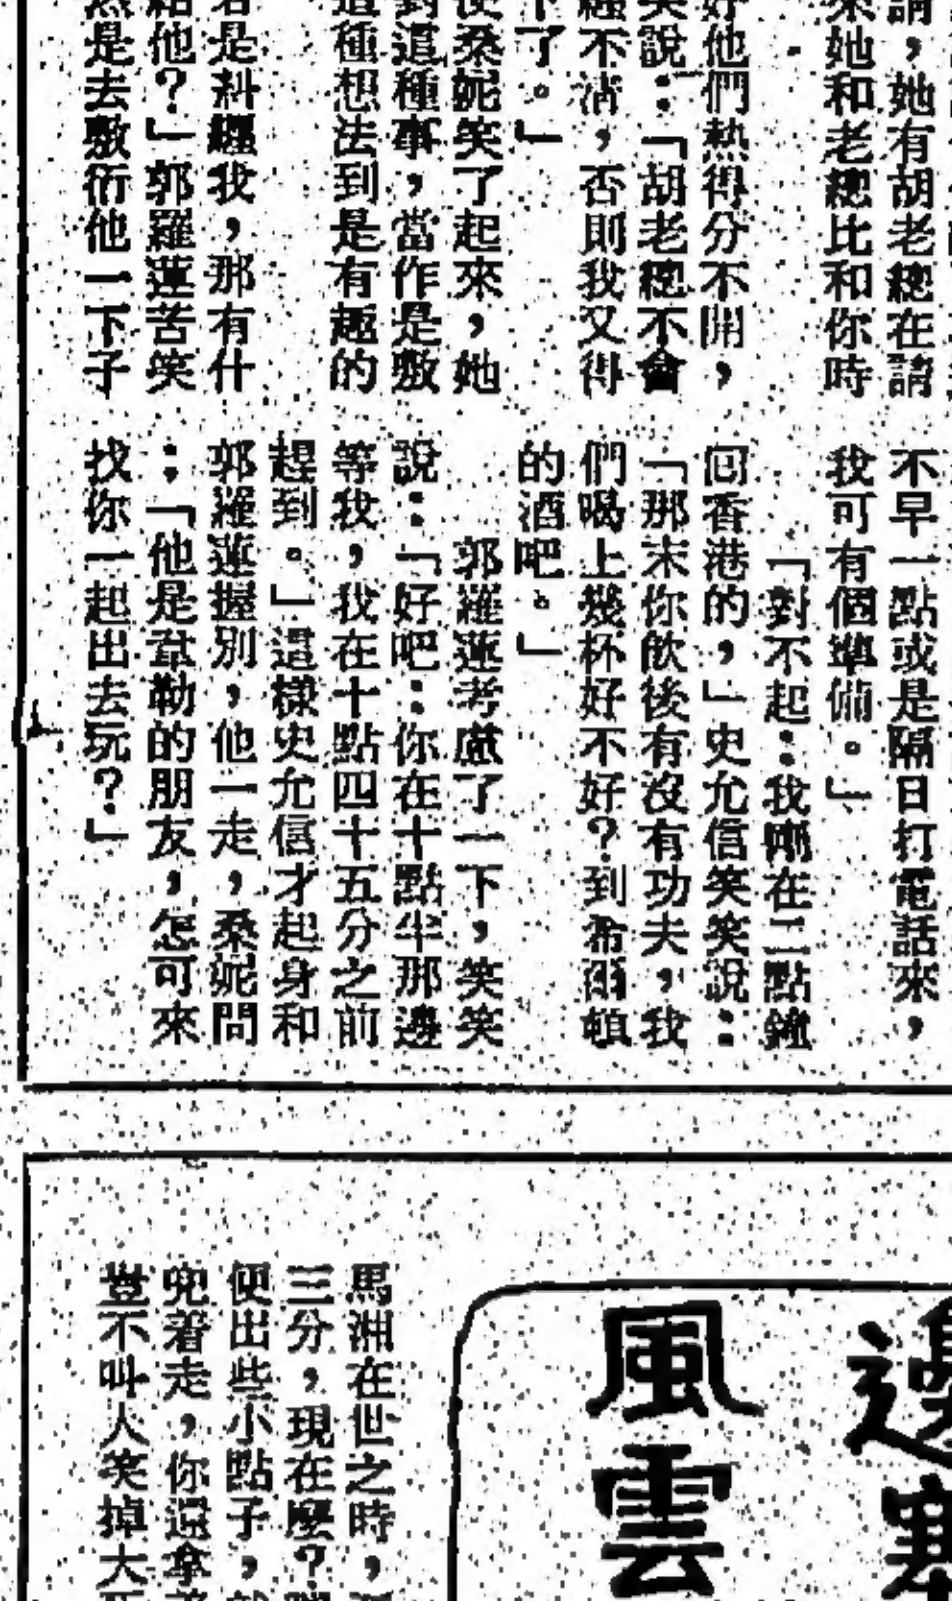 請，她有胡老總在請
來她和老總比和你時
好他們熱得分不開，
笑說：「胡老總不會
纏不清，否則我又得
下了。」
使桑妮笑了起來，她
對這種事，當作是敷
這種想法到是有趣的
若是糾纏我，那有什
給他？」郭羅蓮苦笑
然是去敷衍他一下子
不早一點或是隔日打電話來，
我可有個準備。」
「對不起：我剛在二點鐘
回香港的，」史允信笑笑說：
「那末你飲後有沒有功夫，我
們喝上幾杯好不好？到希爾頓
的酒吧。」
郭羅蓮考慮了一下，笑笑
說：「好吧：你在十點半那邊
等我，我在十點四十五分之前
趕到。」這樣史允信才起身和
郭羅蓮握別，他一走，桑妮問
：「他是韋勒的朋友，怎可來
找你一起出去玩？」
邊塞
風雲
馬洲在世之時，
三分，現在麼？
便出些小點子，
兜着走，你還拿
豈不叫人笑掉大